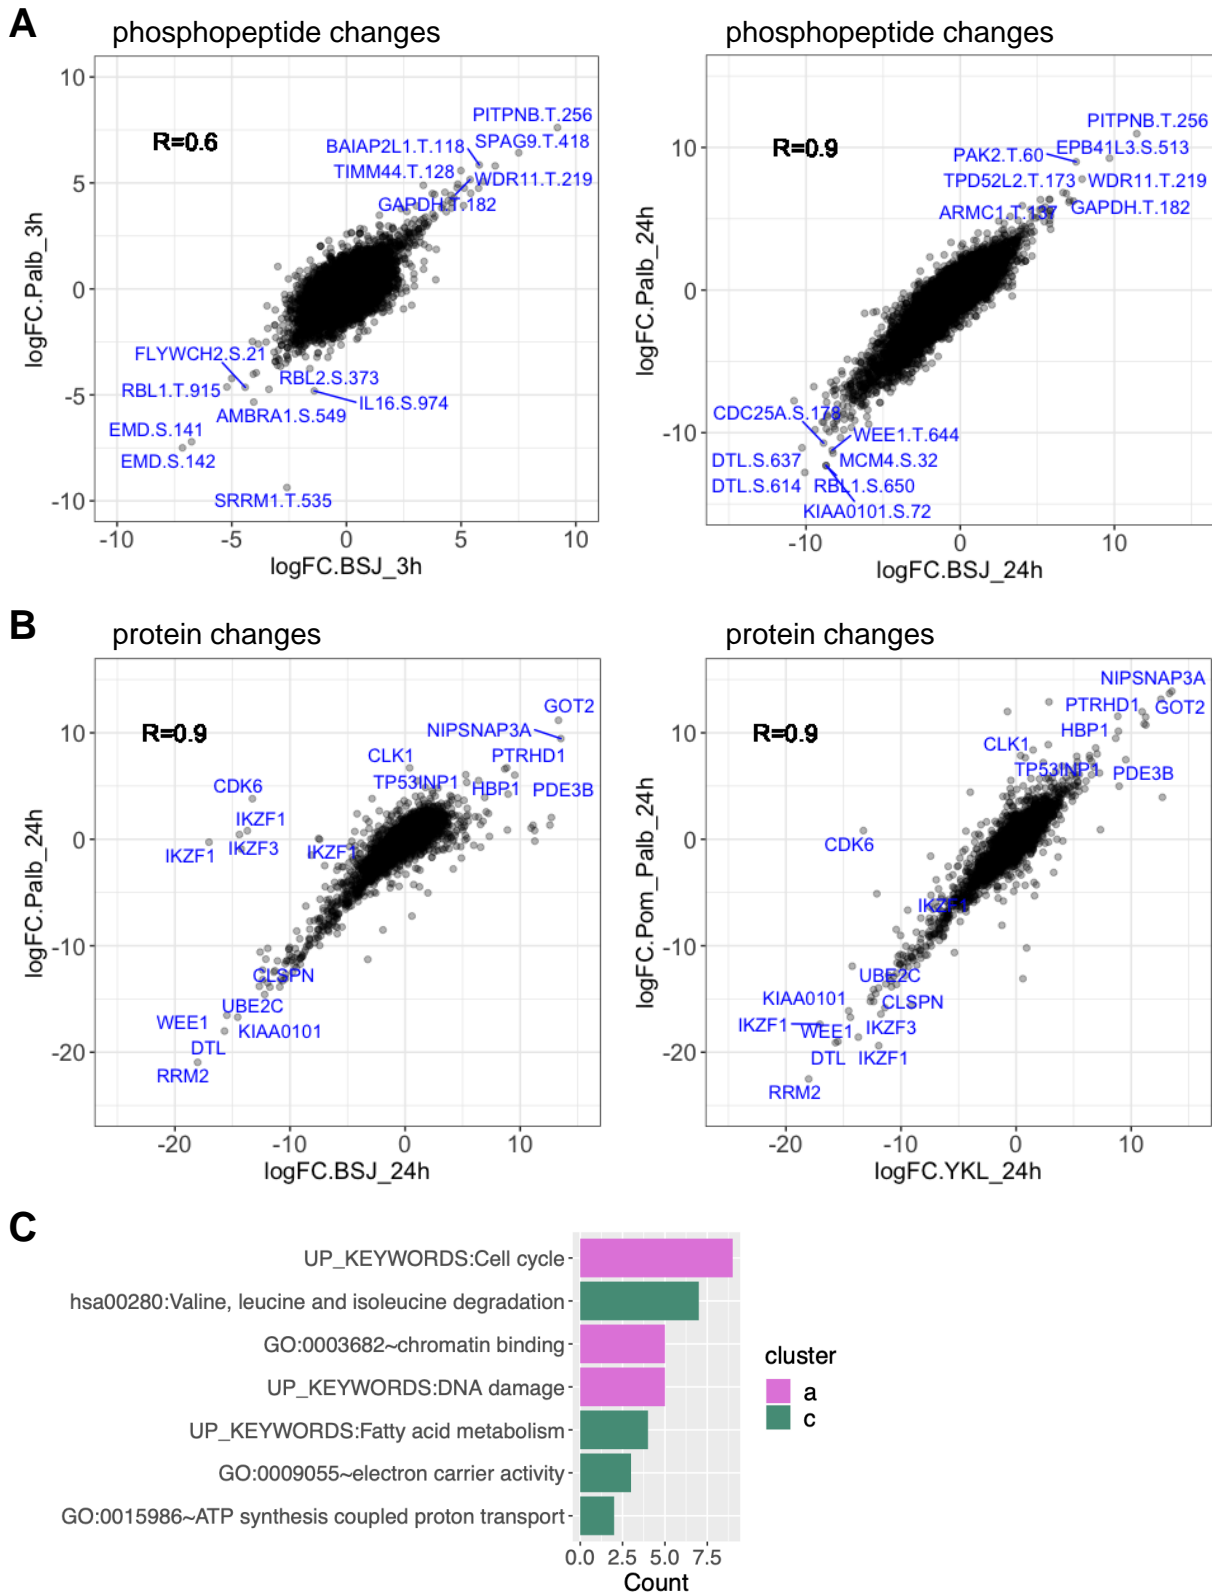 A
phosphopeptide changes
phosphopeptide changes
R=0.6
PITPNB.T.256
SPAG9.T.418
BAIAP2L1.T.118
TIMM44.T.128
WDR11.T.219
GAPDH.T.182
FLYWCH2.S.21
RBL1.T.915
RBL2.S.373
IL16.S.974
AMBRA1.S.549
EMD.S.141
EMD.S.142
SRRM1.T.535
10
5
0
-5
-10
logFC.Palb_3h
-10 -5 0 5 10
logFC.BSJ_3h
R=0.9
PITPNB.T.256
EPB41L3.S.513
PAK2.T.60
TPD52L2.T.173
WDR11.T.219
ARMC1.T.137
GAPDH.T.182
CDC25A.S.178
WEE1.T.644
DTL.S.637
MCM4.S.32
DTL.S.614
RBL1.S.650
KIAA0101.S.72
10
0
-10
logFC.Palb_24h
-10 0 10
logFC.BSJ_24h
B
protein changes
protein changes
R=0.9
GOT2
NIPSNAP3A
CLK1
PTRHD1
TP53INP1
HBP1
PDE3B
CDK6
IKZF1
IKZF3
IKZF1
IKZF1
CLSPN
UBE2C
WEE1
KIAA0101
DTL
RRM2
10
0
-10
-20
logFC.Palb_24h
-20 -10 0 10
logFC.BSJ_24h
R=0.9
NIPSNAP3A
PTRHD1
GOT2
HBP1
CLK1
TP53INP1
PDE3B
CDK6
IKZF1
UBE2C
KIAA0101
CLSPN
IKZF1
WEE1
IKZF3
DTL
IKZF1
RRM2
10
0
-10
-20
logFC.Pom_Palb_24h
-20 -10 0 10
logFC.YKL_24h
C
UP_KEYWORDS:Cell cycle
hsa00280:Valine, leucine and isoleucine degradation
GO:0003682~chromatin binding
UP_KEYWORDS:DNA damage
UP_KEYWORDS:Fatty acid metabolism
GO:0009055~electron carrier activity
GO:0015986~ATP synthesis coupled proton transport
0.0 2.5 5.0 7.5
Count
cluster
a
c